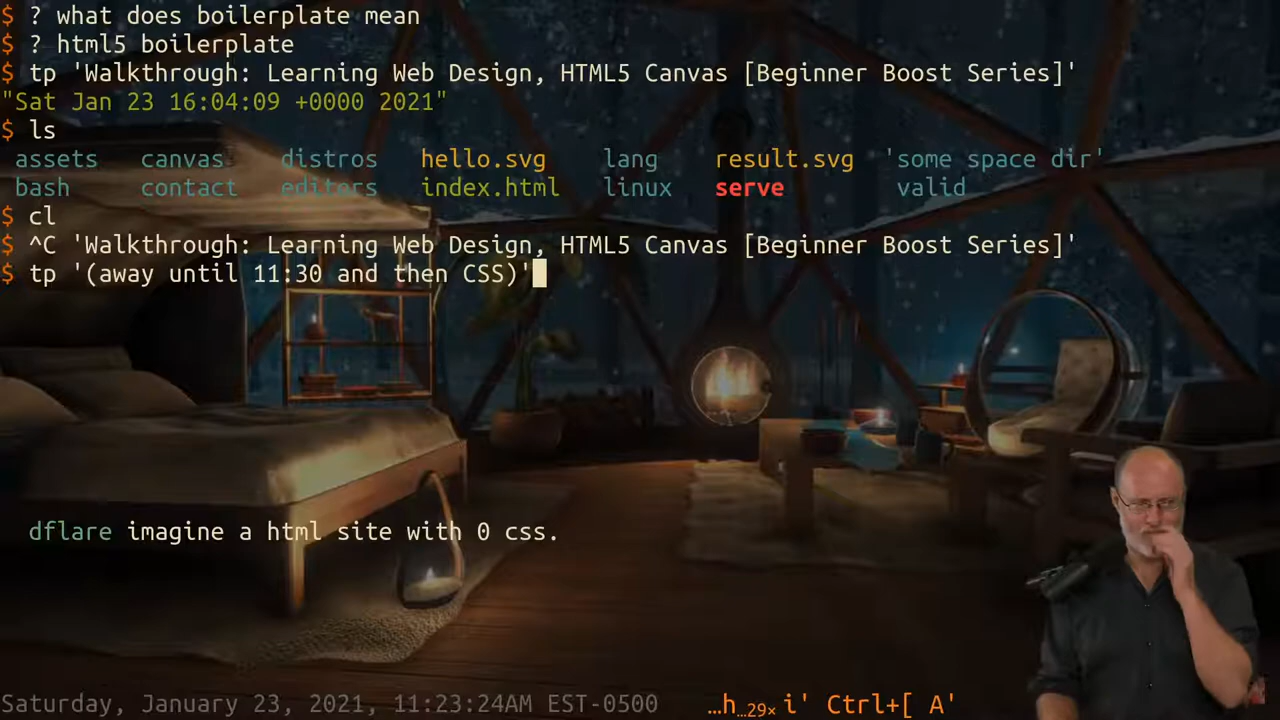 $ ? what does boilerplate mean
$ ? html5 boilerplate
$ tp 'Walkthrough: Learning Web Design, HTML5 Canvas [Beginner Boost Series]'
"Sat Jan 23 16:04:09 +0000 2021"
$ ls
assets canvas distros hello.svg lang result.svg 'some space dir'
bash contact editors index.html linux serve valid
$ cl
$ ^C 'Walkthrough: Learning Web Design, HTML5 Canvas [Beginner Boost Series]'
$ tp '(away until 11:30 and then CSS)'
dflare imagine a html site with 0 css.
Saturday, January 23, 2021, 11:23:24AM EST-0500 …h…29× i' Ctrl+[ A'